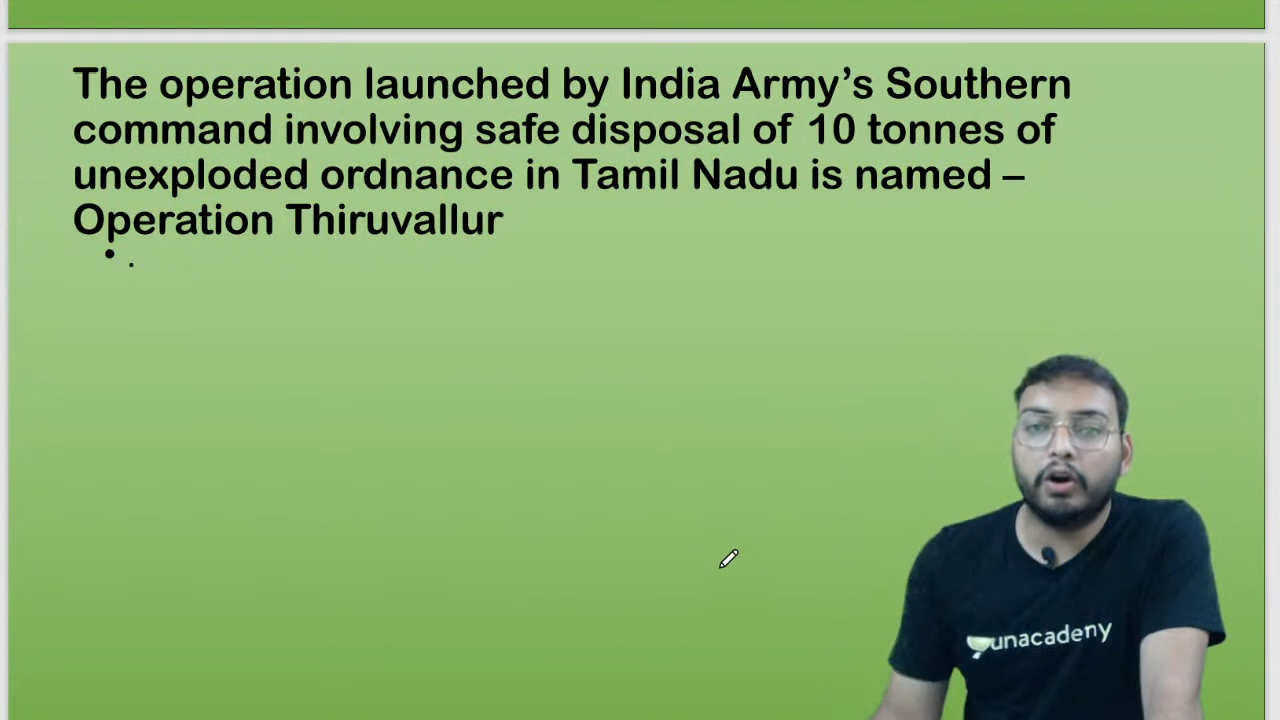 The operation launched by India Army’s Southern
command involving safe disposal of 10 tonnes of
unexploded ordnance in Tamil Nadu is named –
Operation Thiruvallur
• .
unacademy